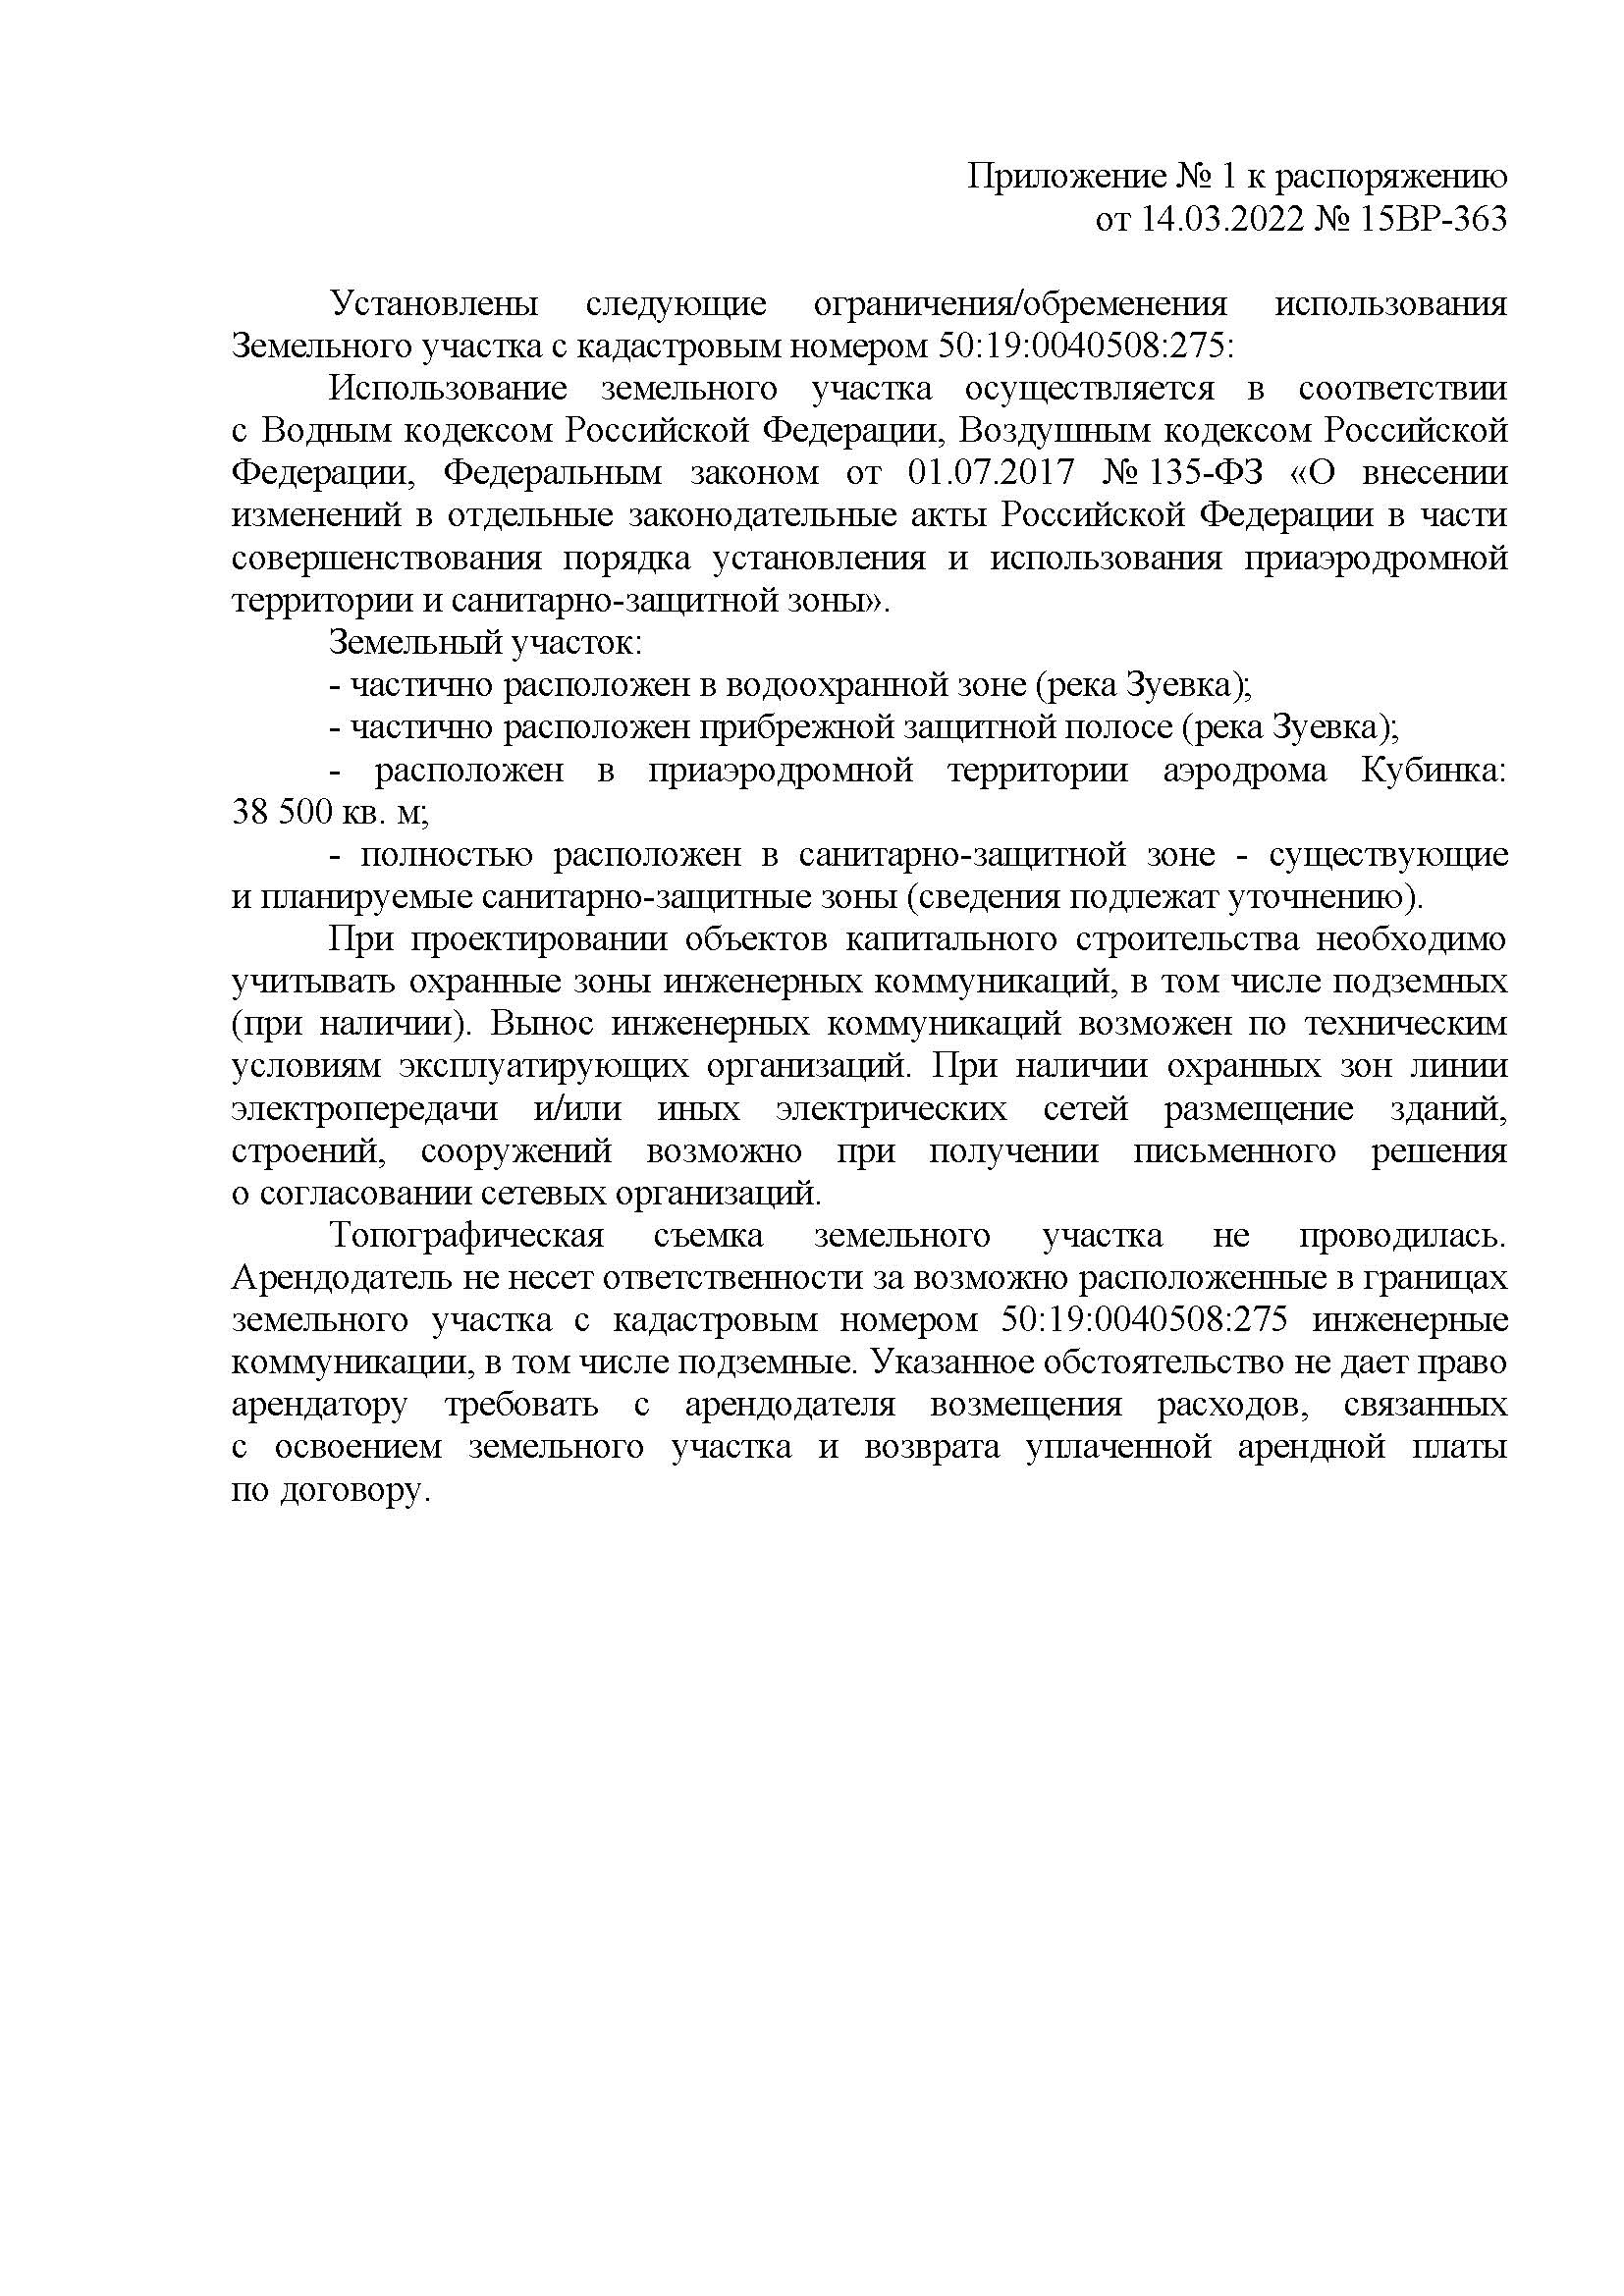 Приложение № 1 к распоряжению
от 14.03.2022 № 15ВР-363
Установлены следующие ограничения/обременения использования
Земельного участка с кадастровым номером 50:19:0040508:275:
Использование земельного участка осуществляется в соответствии
с Водным кодексом Российской Федерации, Воздушным кодексом Российской
Федерации, Федеральным законом от 01.07.2017 № 135-ФЗ «О внесении
изменений в отдельные законодательные акты Российской Федерации в части
совершенствования порядка установления и использования приаэродромной
территории и санитарно-защитной зоны».
Земельный участок:
- частично расположен в водоохранной зоне (река Зуевка);
- частично расположен прибрежной защитной полосе (река Зуевка);
- расположен в приаэродромной территории аэродрома Кубинка:
38 500 кв. м;
- полностью расположен в санитарно-защитной зоне - существующие
и планируемые санитарно-защитные зоны (сведения подлежат уточнению).
При проектировании объектов капитального строительства необходимо
учитывать охранные зоны инженерных коммуникаций, в том числе подземных
(при наличии). Вынос инженерных коммуникаций возможен по техническим
условиям эксплуатирующих организаций. При наличии охранных зон линии
электропередачи и/или иных электрических сетей размещение зданий,
строений, сооружений возможно при получении письменного решения
о согласовании сетевых организаций.
Топографическая съемка земельного участка не проводилась.
Арендодатель не несет ответственности за возможно расположенные в границах
земельного участка с кадастровым номером 50:19:0040508:275 инженерные
коммуникации, в том числе подземные. Указанное обстоятельство не дает право
арендатору требовать с арендодателя возмещения расходов, связанных
с освоением земельного участка и возврата уплаченной арендной платы
по договору.